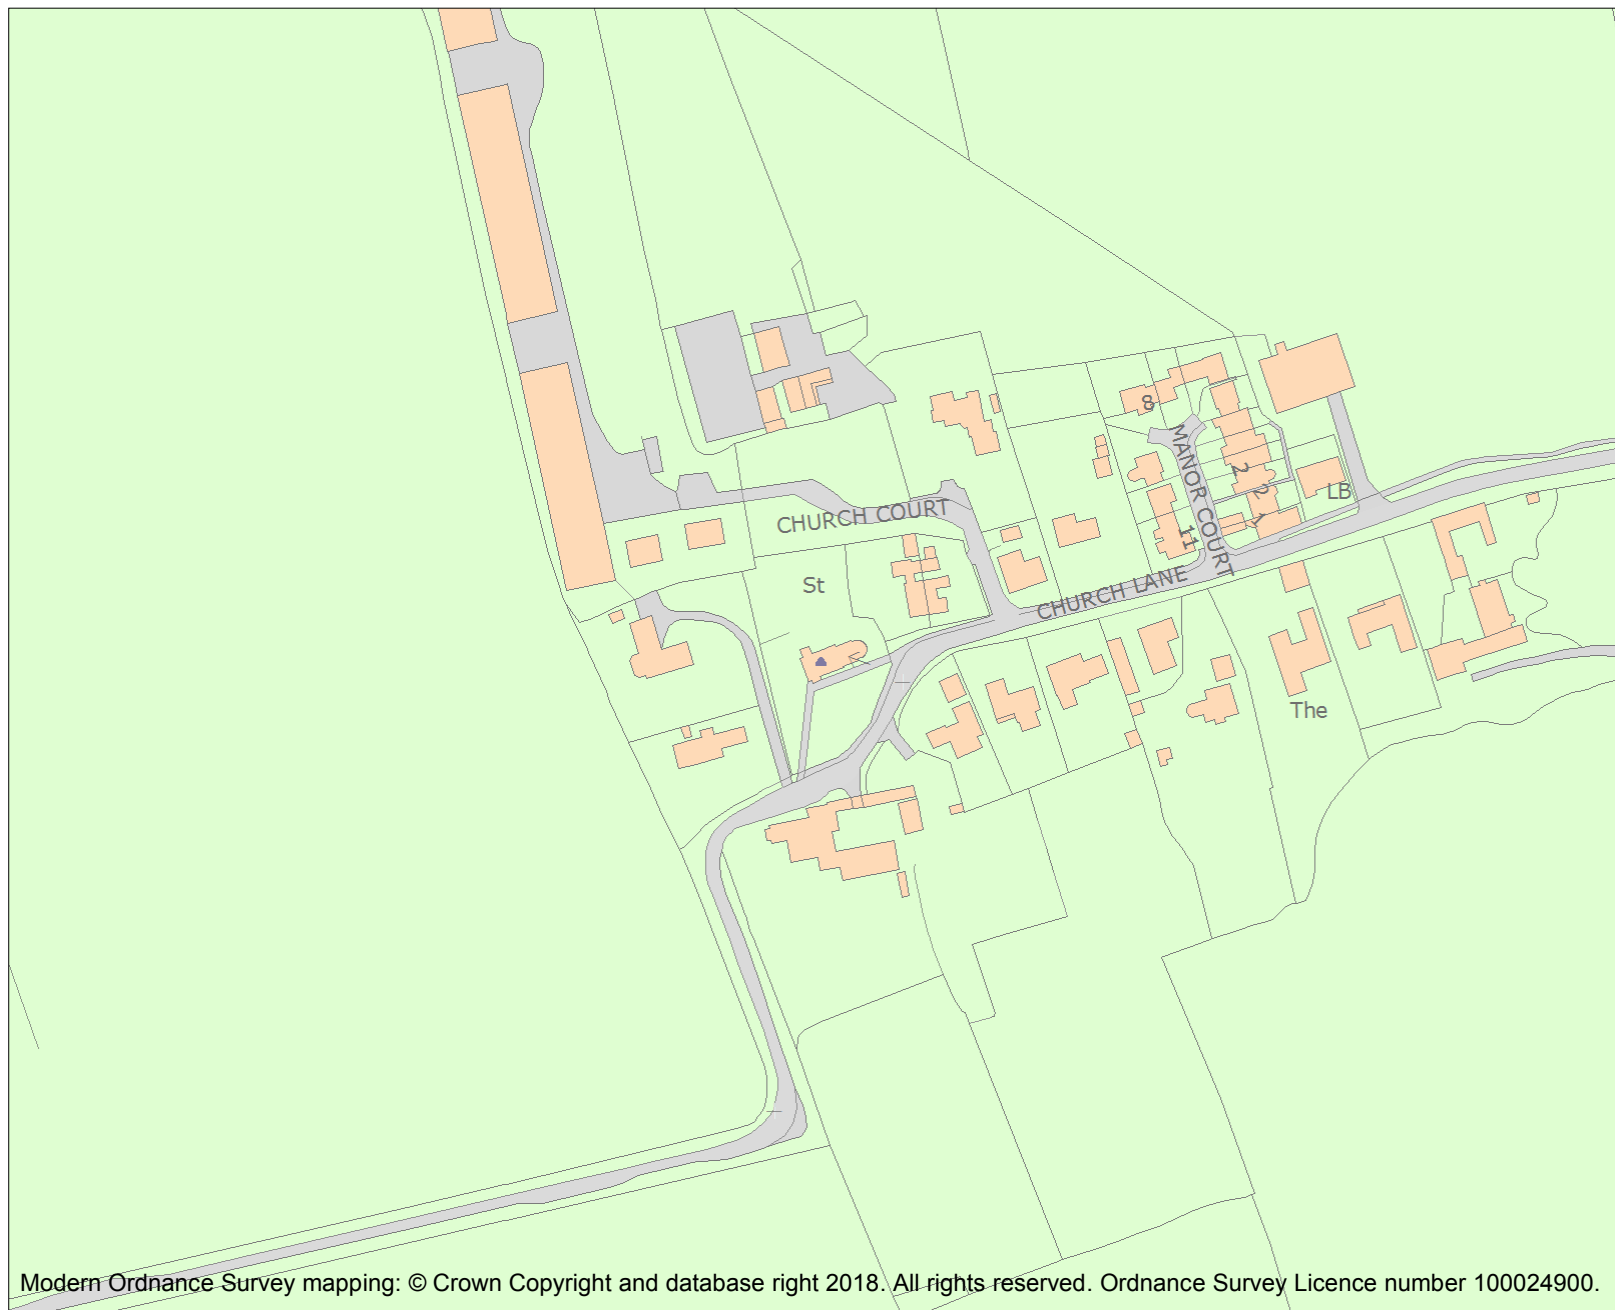 8
MANOR COURT
2
2
1
LB
CHURCH COURT
11
St
CHURCH LANE
The
Modern Ordnance Survey mapping: © Crown Copyright and database right 2018. All rights reserved. Ordnance Survey Licence number 100024900.